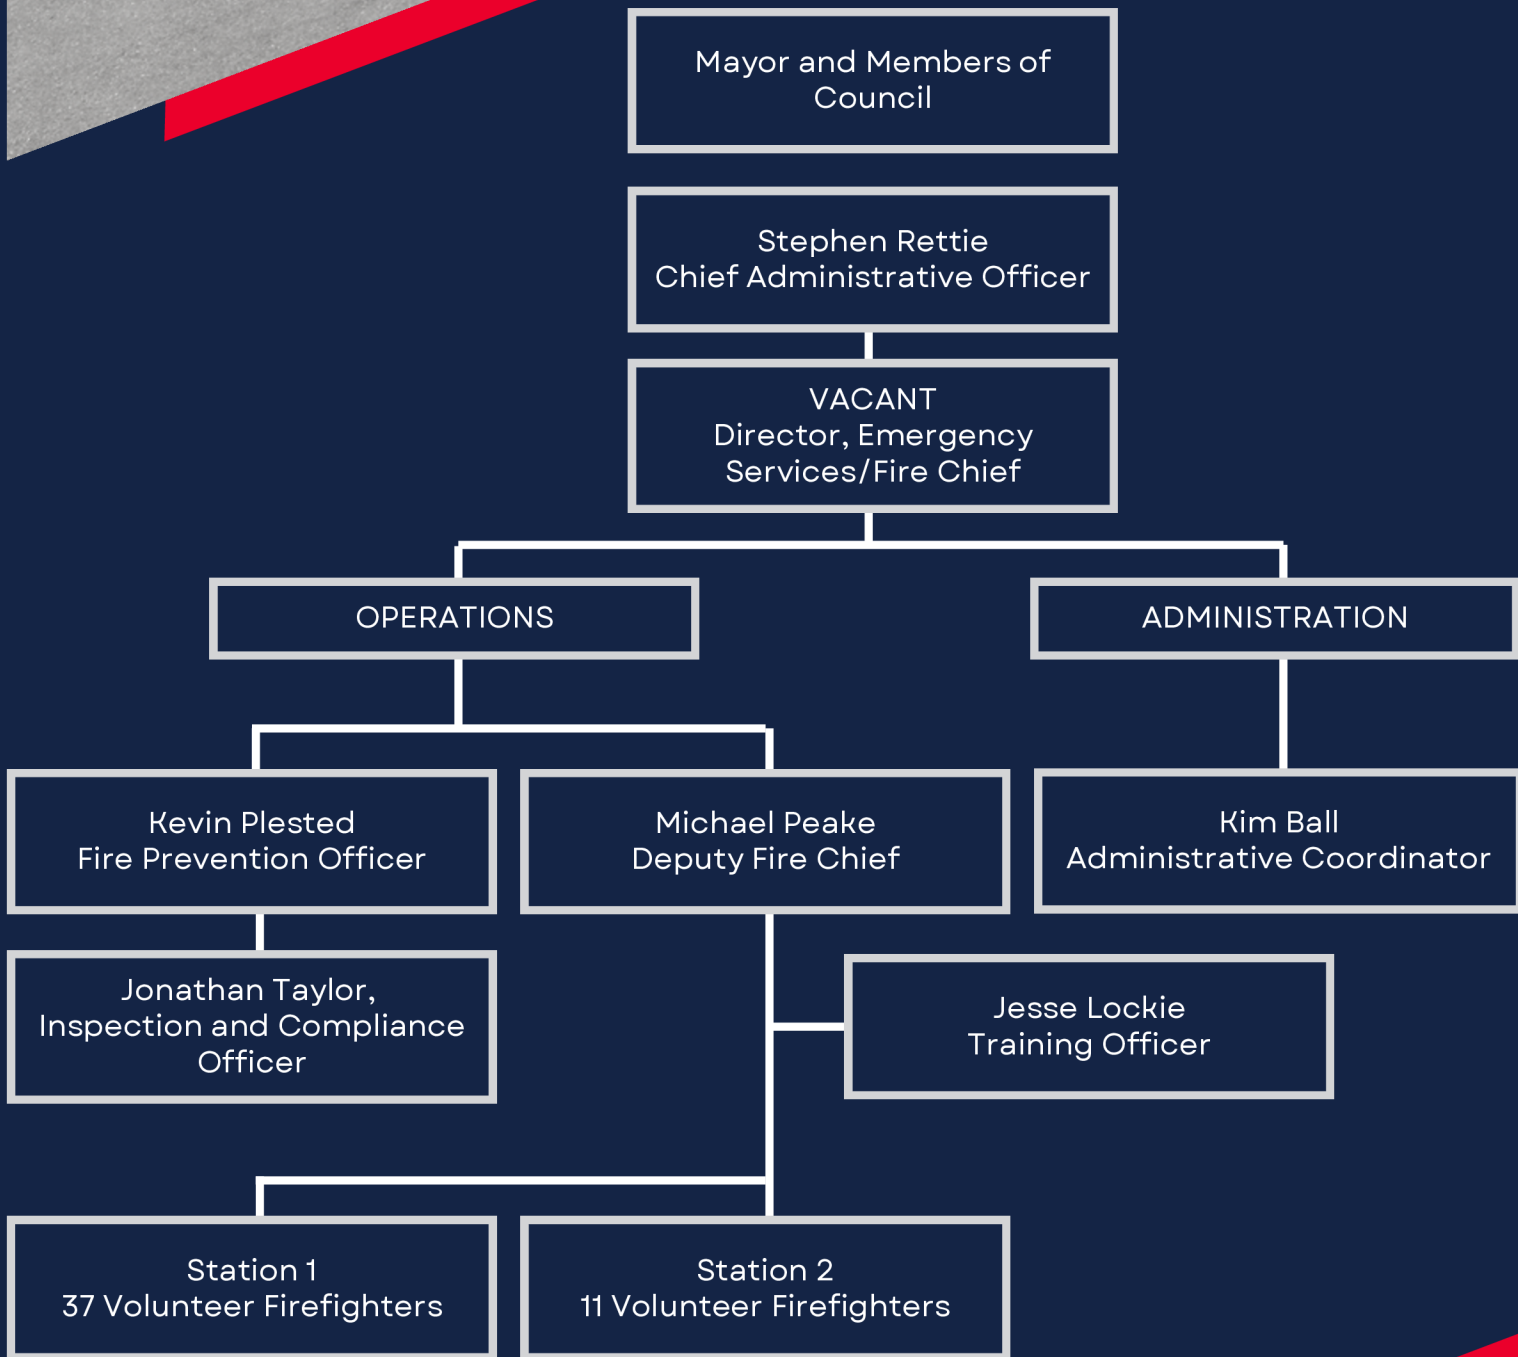 Mayor and Members of
Council
Stephen Rettie
Chief Administrative Officer
VACANT
Director, Emergency
Services/Fire Chief
OPERATIONS
ADMINISTRATION
Kevin Plested
Fire Prevention Officer
Michael Peake
Deputy Fire Chief
Kim Ball
Administrative Coordinator
Jonathan Taylor,
Inspection and Compliance
Officer
Jesse Lockie
Training Officer
Station 1
37 Volunteer Firefighters
Station 2
11 Volunteer Firefighters